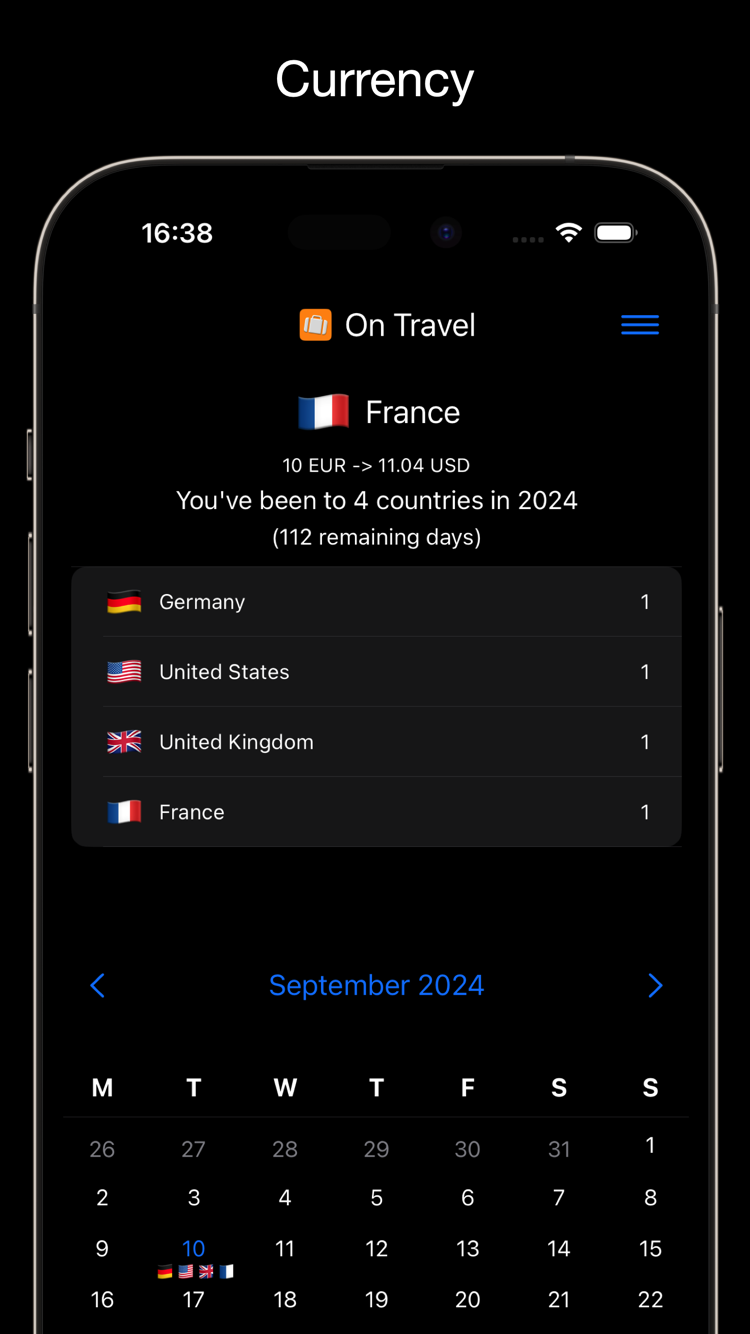 Currency
16:38
On Travel
France
10 EUR -> 11.04 USD
You've been to 4 countries in 2024
(112 remaining days)
Germany 1
United States 1
United Kingdom 1
France 1
September 2024
M T W T F S S
26 27 28 29 30 31 1
2 3 4 5 6 7 8
9 10 11 12 13 14 15
16 17 18 19 20 21 22